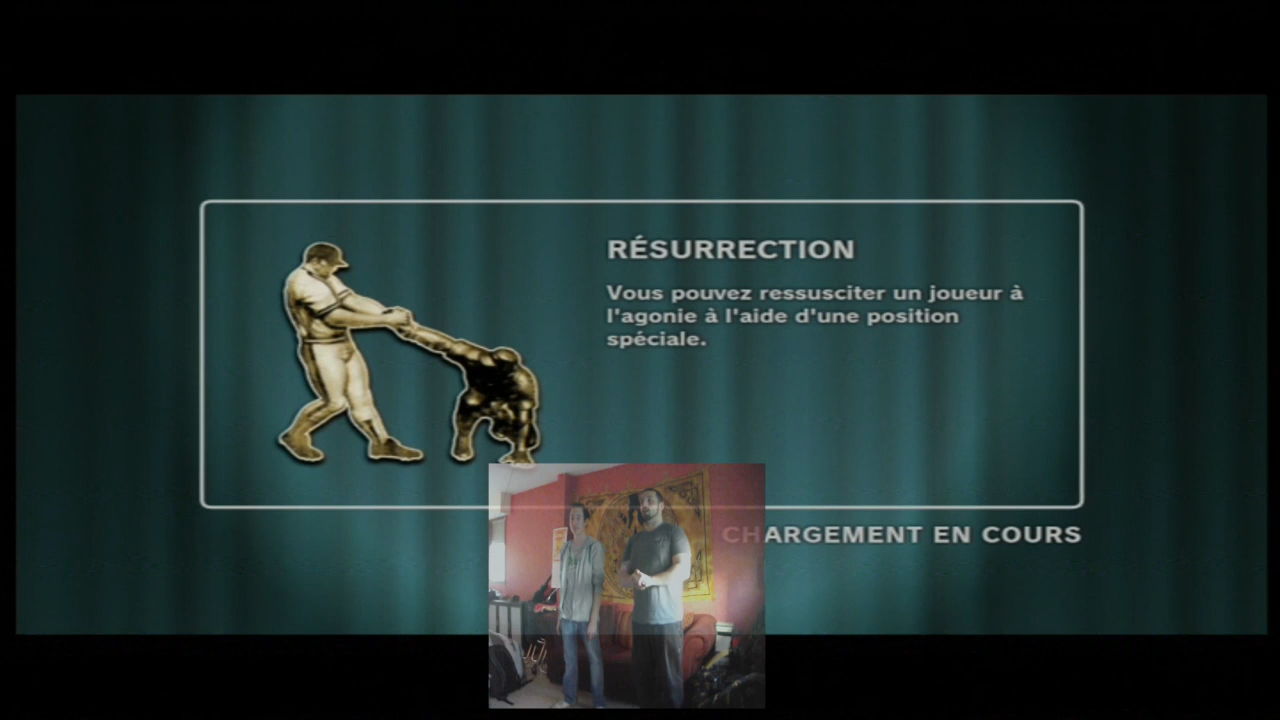 RÉSURRECTION
Vous pouvez ressusciter un joueur à
l'agonie à l'aide d'une position
spéciale.
CHARGEMENT EN COURS